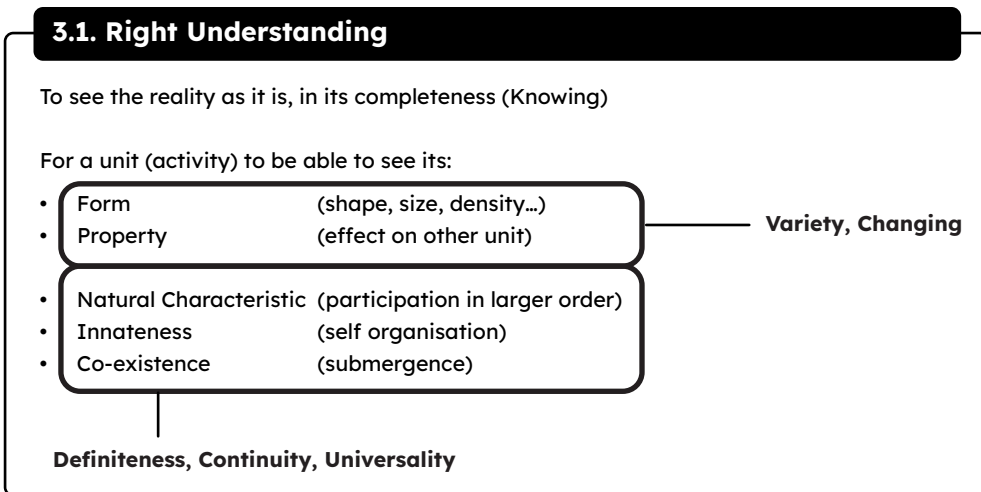 3.1. Right Understanding
To see the reality as it is, in its completeness (Knowing)
For a unit (activity) to be able to see its:
• Form (shape, size, density…)
• Property (effect on other unit)
Variety, Changing
• Natural Characteristic (participation in larger order)
• Innateness (self organisation)
• Co-existence (submergence)
Definiteness, Continuity, Universality